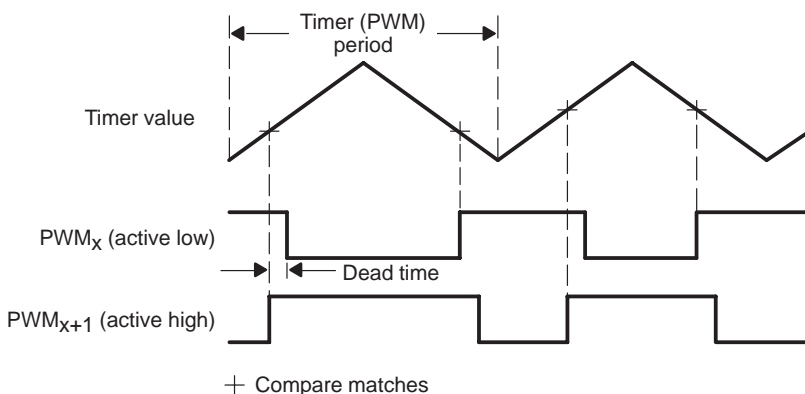 Timer (PWM)
period
Timer value
PWMx (active low)
Dead time
PWMx+1 (active high)
Compare matches